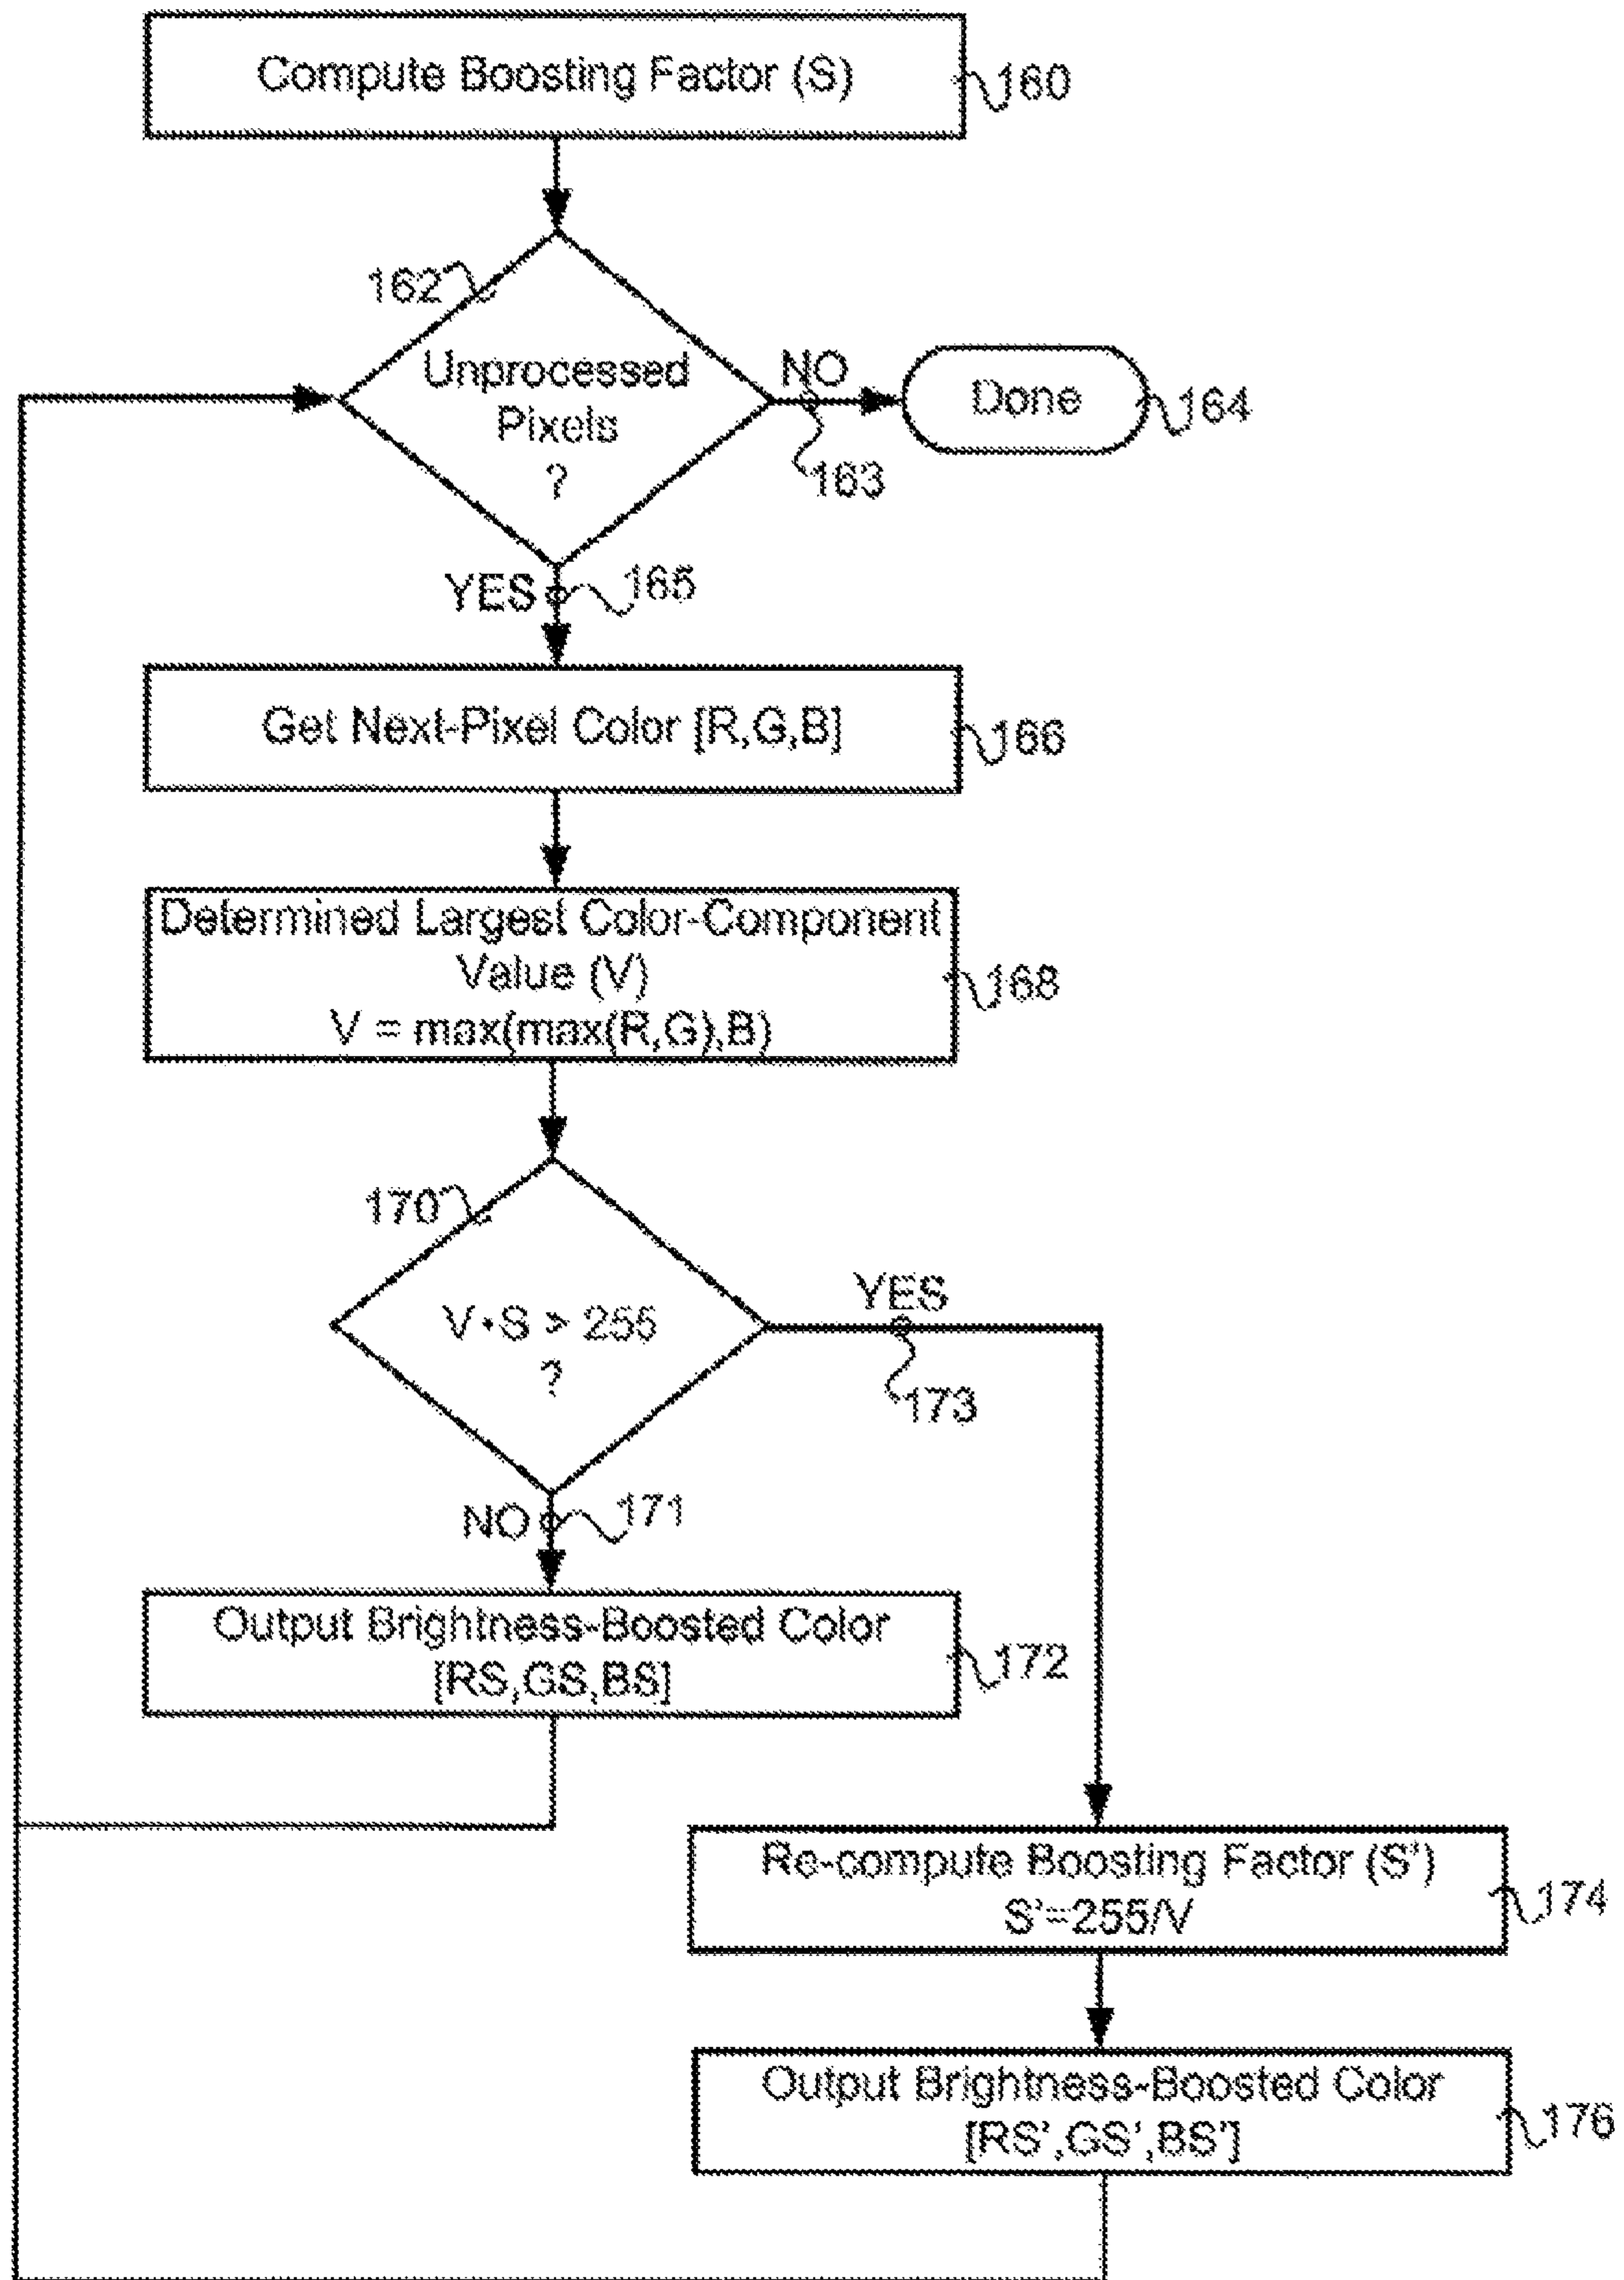 Compute Boosting Factor (S)
160
162
Unprocessed
Pixels
?
NO
163
Done
164
YES
165
Get Next-Pixel Color [R,G,B]
166
Determined Largest Color-Component
Value (V)
V = max(max(R,G),B)
168
170
V•S > 255
?
YES
173
NO
171
Output Brightness-Boosted Color
[RS,GS,BS]
172
Re-compute Boosting Factor (S')
S'=255/V
174
Output Brightness-Boosted Color
[RS',GS',BS']
176